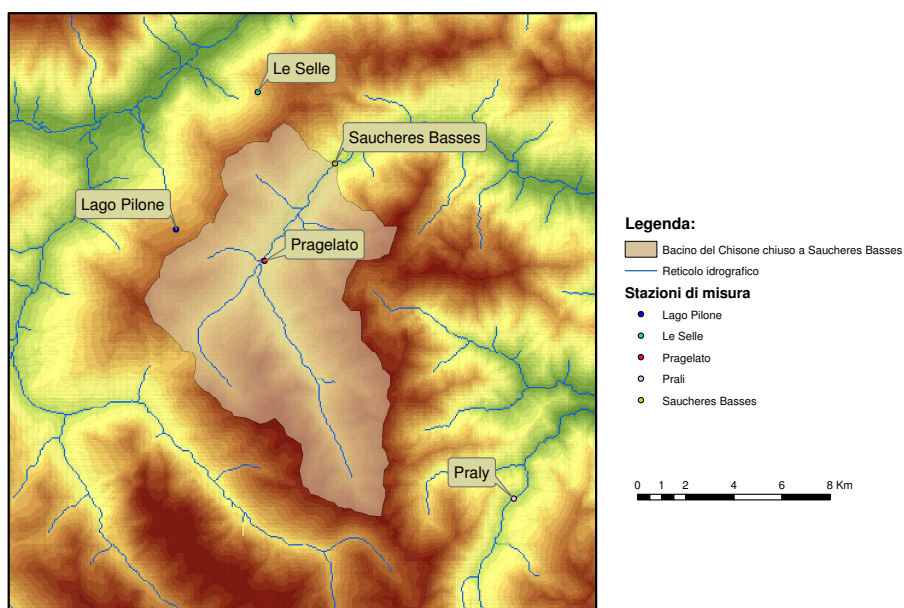 Le Selle
Saucheres Basses
Lago Pilone
Pragelato
Praly
Legenda:
Bacino del Chisone chiuso a Saucheres Basses
Reticolo idrografico
Stazioni di misura
Lago Pilone
Le Selle
Pragelato
Prali
Saucheres Basses
0 1 2 4 6 8 Km